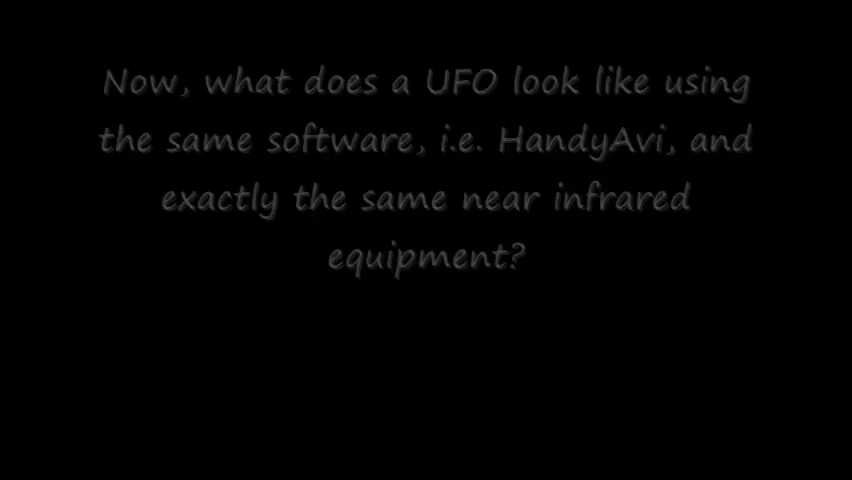 Now, what does a UFO look like using
the same software, i.e. HandyAvi, and
exactly the same near infrared
equipment?